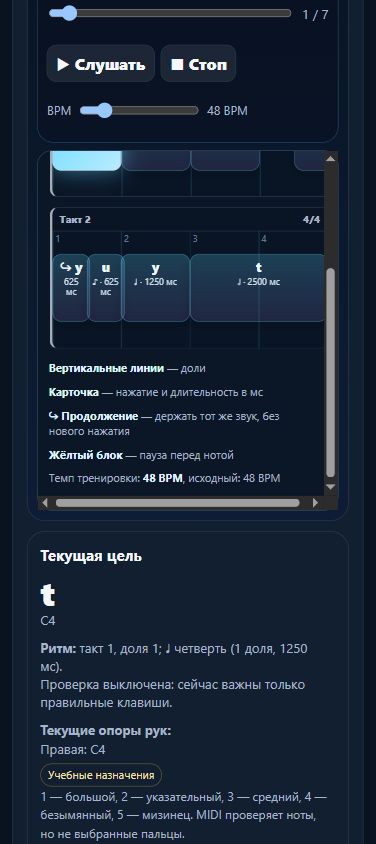 1 / 7
▶ Слушать ■ Стоп
BPM 48 BPM
Такт 2 4/4
1 2 3 4
↪ y u y t
625 мс ♪ · 625 мс ♩ · 1250 мс 𝅗𝅥 · 2500 мс
Вертикальные линии — доли
Карточка — нажатие и длительность в мс
↪ Продолжение — держать тот же звук, без
нового нажатия
Жёлтый блок — пауза перед нотой
Темп тренировки: 48 BPM, исходный: 48 BPM
Текущая цель
t
C4
Ритм: такт 1, доля 1; ♩ четверть (1 доля, 1250
мс).
Проверка выключена: сейчас важны только
правильные клавиши.
Текущие опоры рук:
Правая: C4
Учебные назначения
1 — большой, 2 — указательный, 3 — средний, 4 —
безымянный, 5 — мизинец. MIDI проверяет ноты,
но не выбранные пальцы.